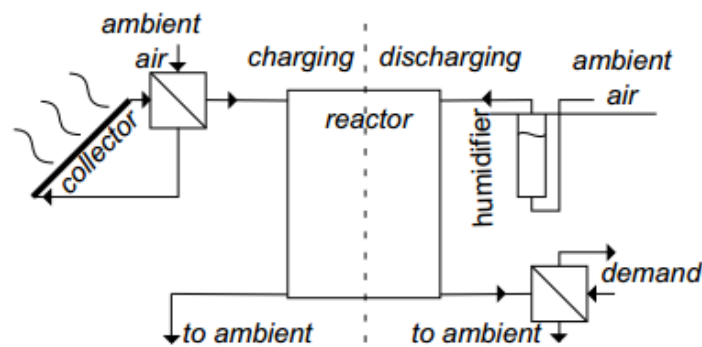 ambient
air
charging
discharging
ambient
air
reactor
collector
humidifier
demand
to ambient
to ambient